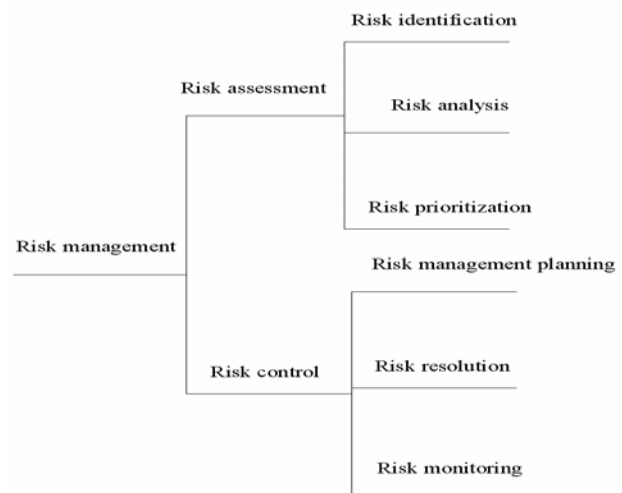 Risk identification
Risk assessment
Risk analysis
Risk prioritization
Risk management
Risk management planning
Risk control
Risk resolution
Risk monitoring